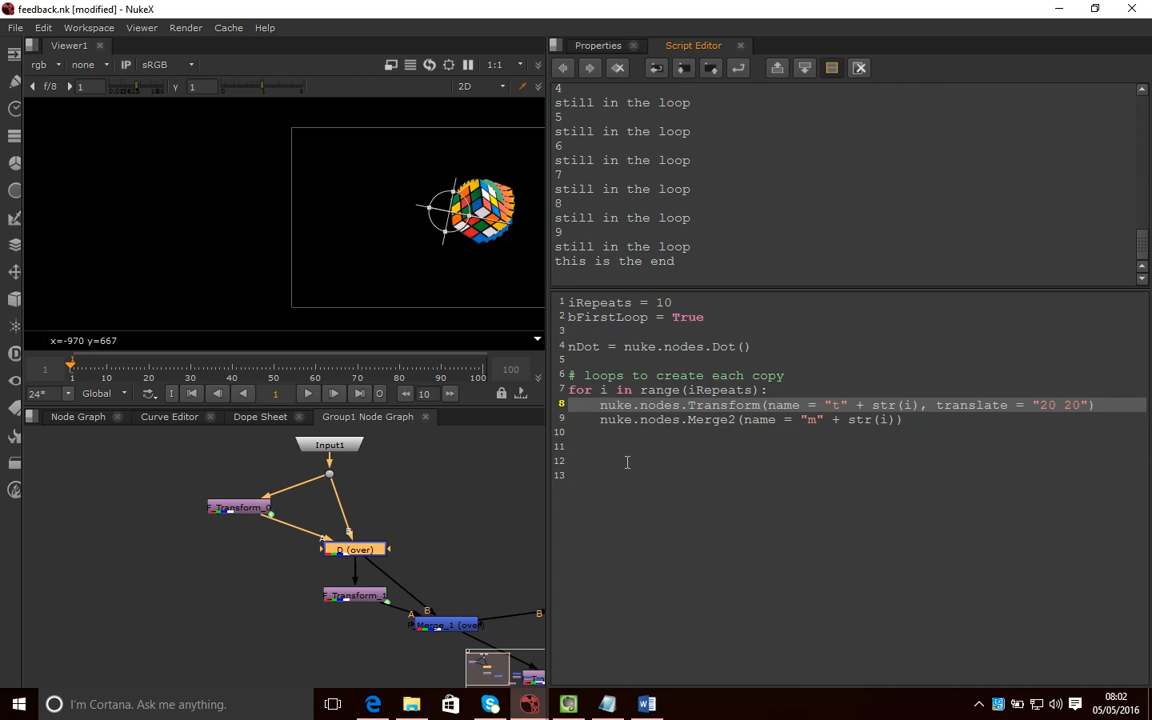 feedback.nk [modified] - NukeX
File Edit Workspace Viewer Render Cache Help
Viewer1
Properties
Script Editor
rgb none IP sRGB 1:1
f/8 1 y 1 2D
4
still in the loop
5
still in the loop
6
still in the loop
7
still in the loop
8
still in the loop
9
still in the loop
this is the end
x=-970 y=667
1 iRepeats = 10
2 bFirstLoop = True
3
4 nDot = nuke.nodes.Dot()
5
6 # loops to create each copy
7 for i in range(iRepeats):
8 nuke.nodes.Transform(name = "t" + str(i), translate = "20 20")
9 nuke.nodes.Merge2(name = "m" + str(i))
10
11
12
13
1 1 10 20 30 40 50 60 70 80 90 100 100
24* Global 1 10
Node Graph Curve Editor Dope Sheet Group1 Node Graph
Input1
F_Transform_0
A B
D (over)
F_Transform_1
A B B
F_Merge_1 (over)
I'm Cortana. Ask me anything.
08:02
05/05/2016